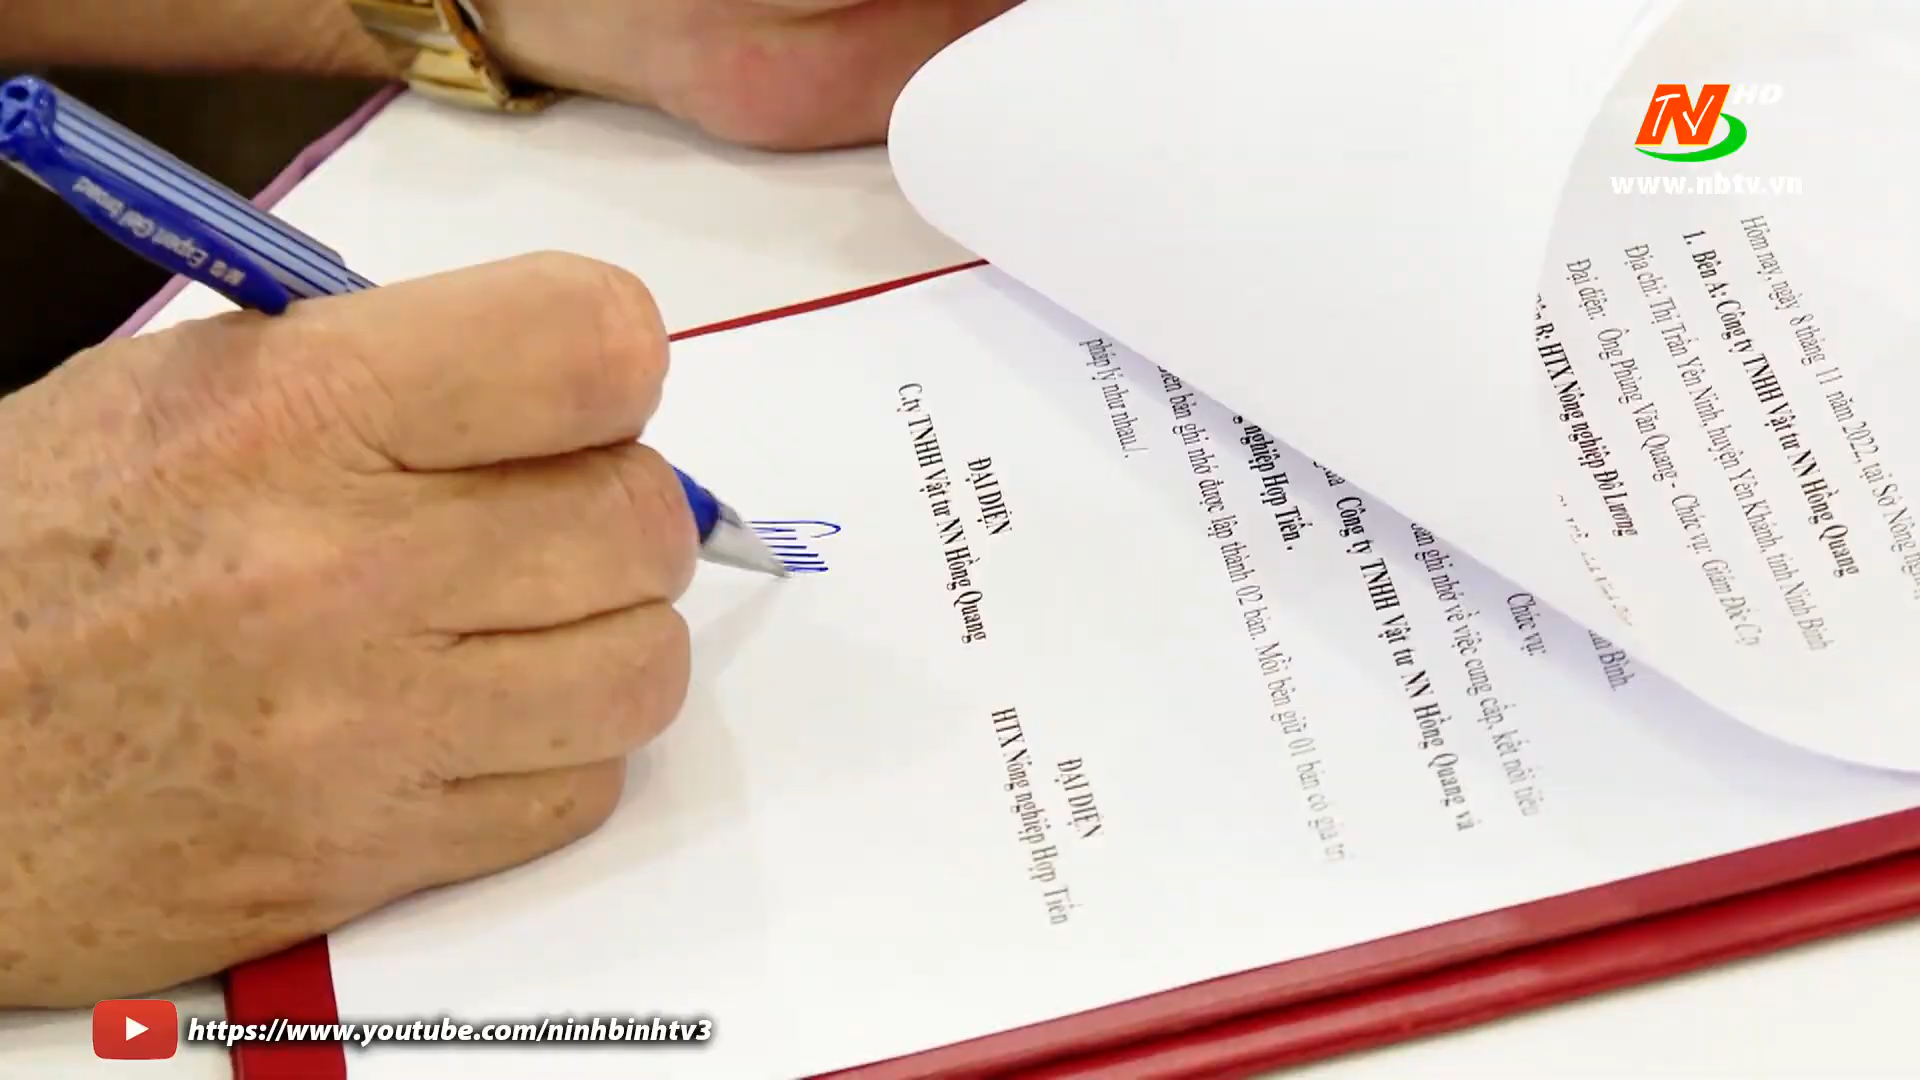 NTV HD
www.nbtv.vn
Hôm nay, ngày 8 tháng 11 năm 2022, tại Sở Nông
1. Bên A: Công ty TNHH Vật tư NN Hồng Quang
Địa chỉ: Thị Trấn Yên Ninh, huyện Yên Khánh, tỉnh Ninh Bình
Đại diện: Ông Phùng Văn Quang - Chức vụ: Giám Đốc C.ty
B: HTX Nông nghiệp Đô Lương
Bình.
Chức vụ:
ghi nhớ về việc cung cấp, kết nối tiêu
Công ty TNHH Vật tư NN Hồng Quang và
nghiệp Hợp Tiến .
bản ghi nhớ được lập thành 02 bản. Mỗi bên giữ 01 bản có giá trị
pháp lý như nhau./.
ĐẠI DIỆN
C.ty TNHH Vật tư NN Hồng Quang
ĐẠI DIỆN
HTX Nông nghiệp Hợp Tiến
Expert Gel
https://www.youtube.com/ninhbinhtv3